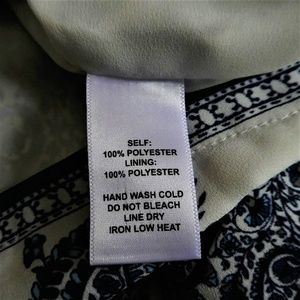 SELF:
100% POLYESTER
LINING:
100% POLYESTER
HAND WASH COLD
DO NOT BLEACH
LINE DRY
IRON LOW HEAT